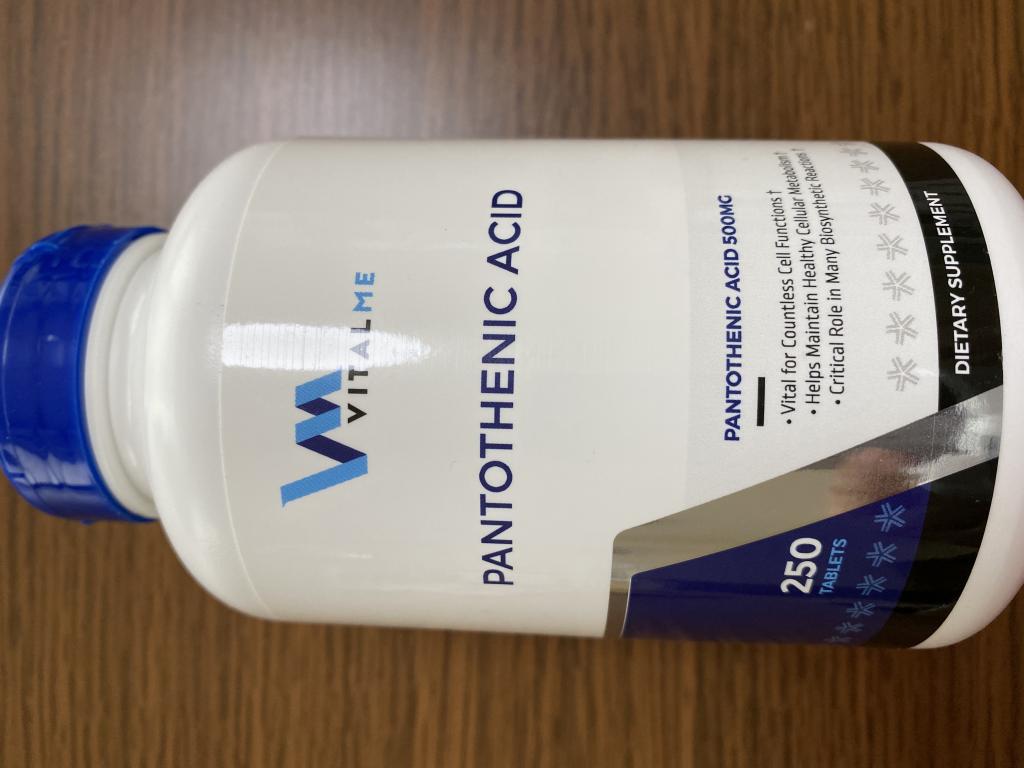 VITALME
PANTOTHENIC ACID
PANTOTHENIC ACID 500MG
• Vital for Countless Cell Functions †
• Helps Maintain Healthy Cellular Metabolism †
• Critical Role in Many Biosynthetic Reactions †
250
TABLETS
DIETARY SUPPLEMENT